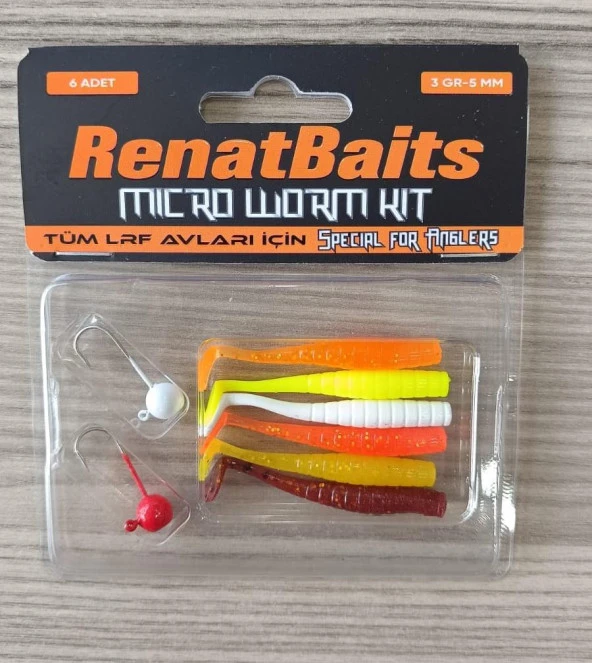 6 ADET
3 GR-5 MM
RenatBaits
MICRO WORM KIT
TÜM LRF AVLARI İÇİN SPECIAL FOR ANGLERS